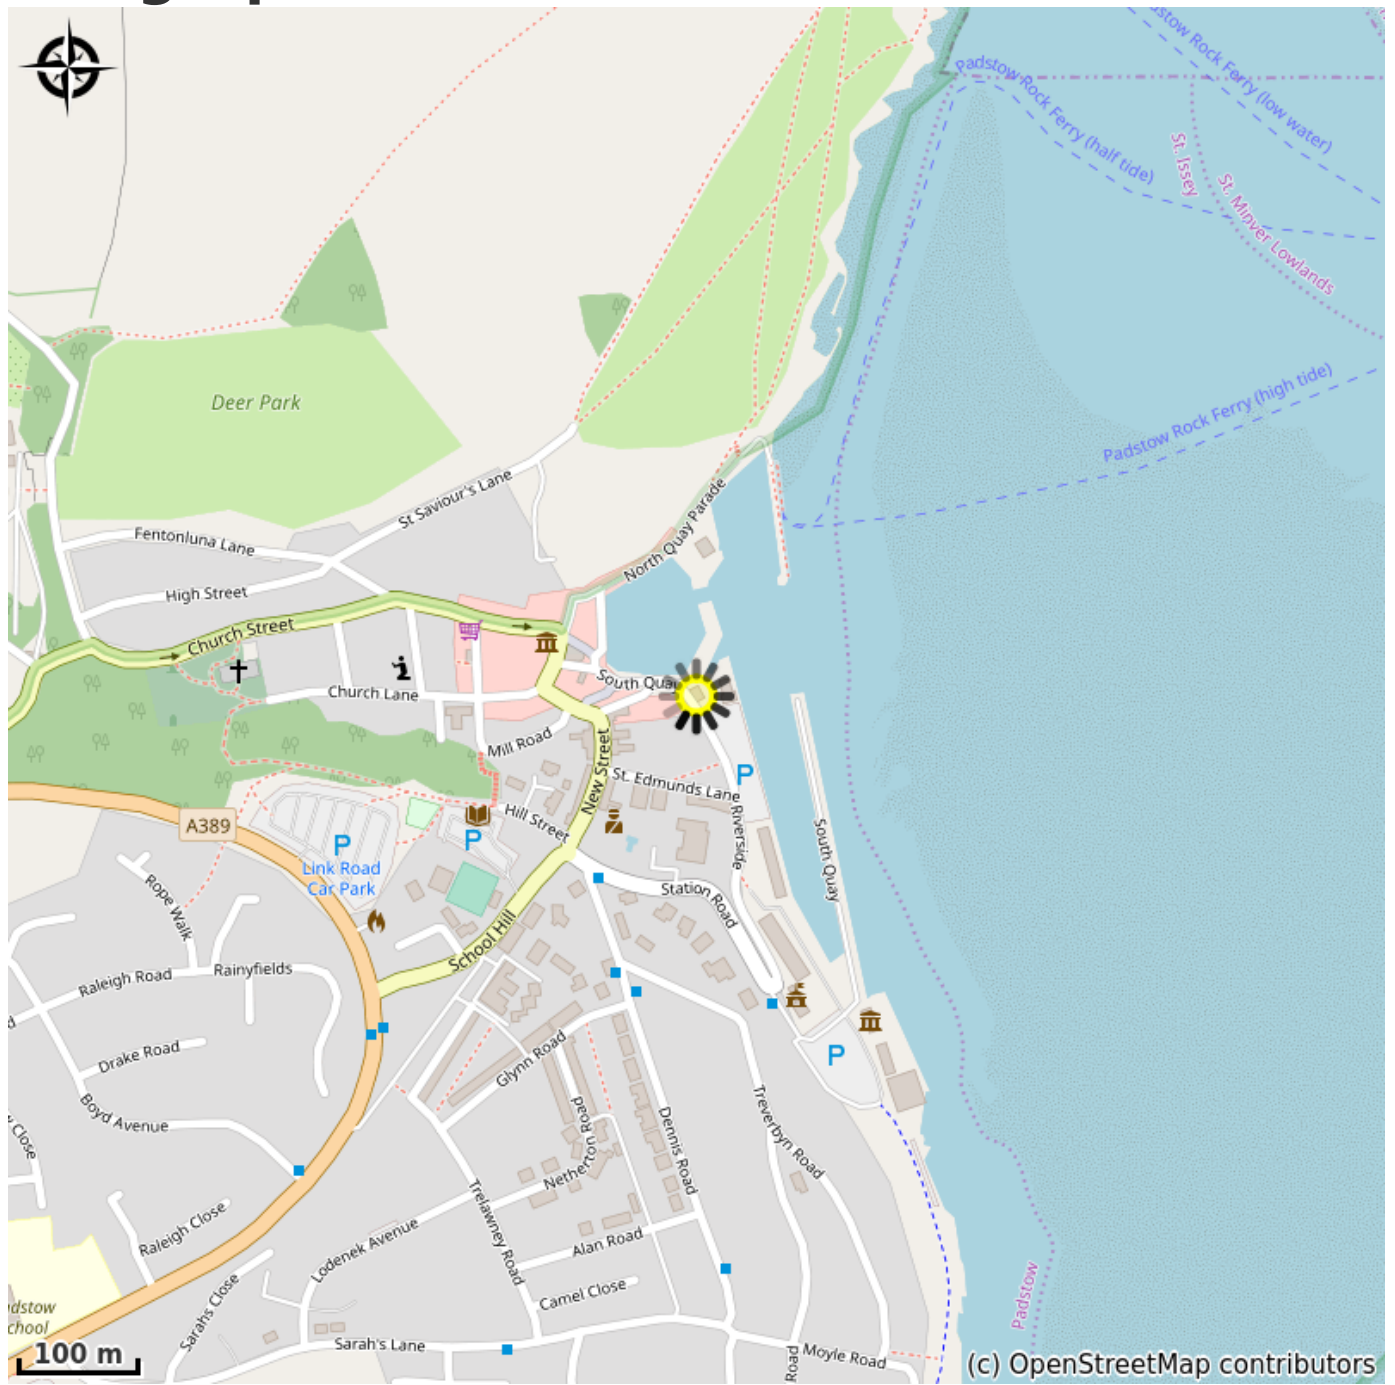 Padstow Rock Ferry (low water)
Padstow Rock Ferry (half tide)
St. Issey
St. Minver Lowlands
Padstow Rock Ferry (high tide)
Deer Park
St Saviour's Lane
North Quay Parade
Fentonluna Lane
High Street
Church Street
Church Lane
South Quay
Mill Road
New Street
St. Edmunds Lane
P
Riverside
Hill Street
A389
P
P
Link Road
Car Park
South Quay
Station Road
Rope Walk
School Hill
Raleigh Road
Rainyfields
Drake Road
Glynn Road
P
Boyd Avenue
Close
Netherton Road
Dennis Road
Treverbyn Road
Raleigh Close
Trelawney Road
Lodenek Avenue
Alan Road
Camel Close
Sarahs Close
Padstow
Sarah's Lane
Road
Moyle Road
100 m
(c) OpenStreetMap contributors